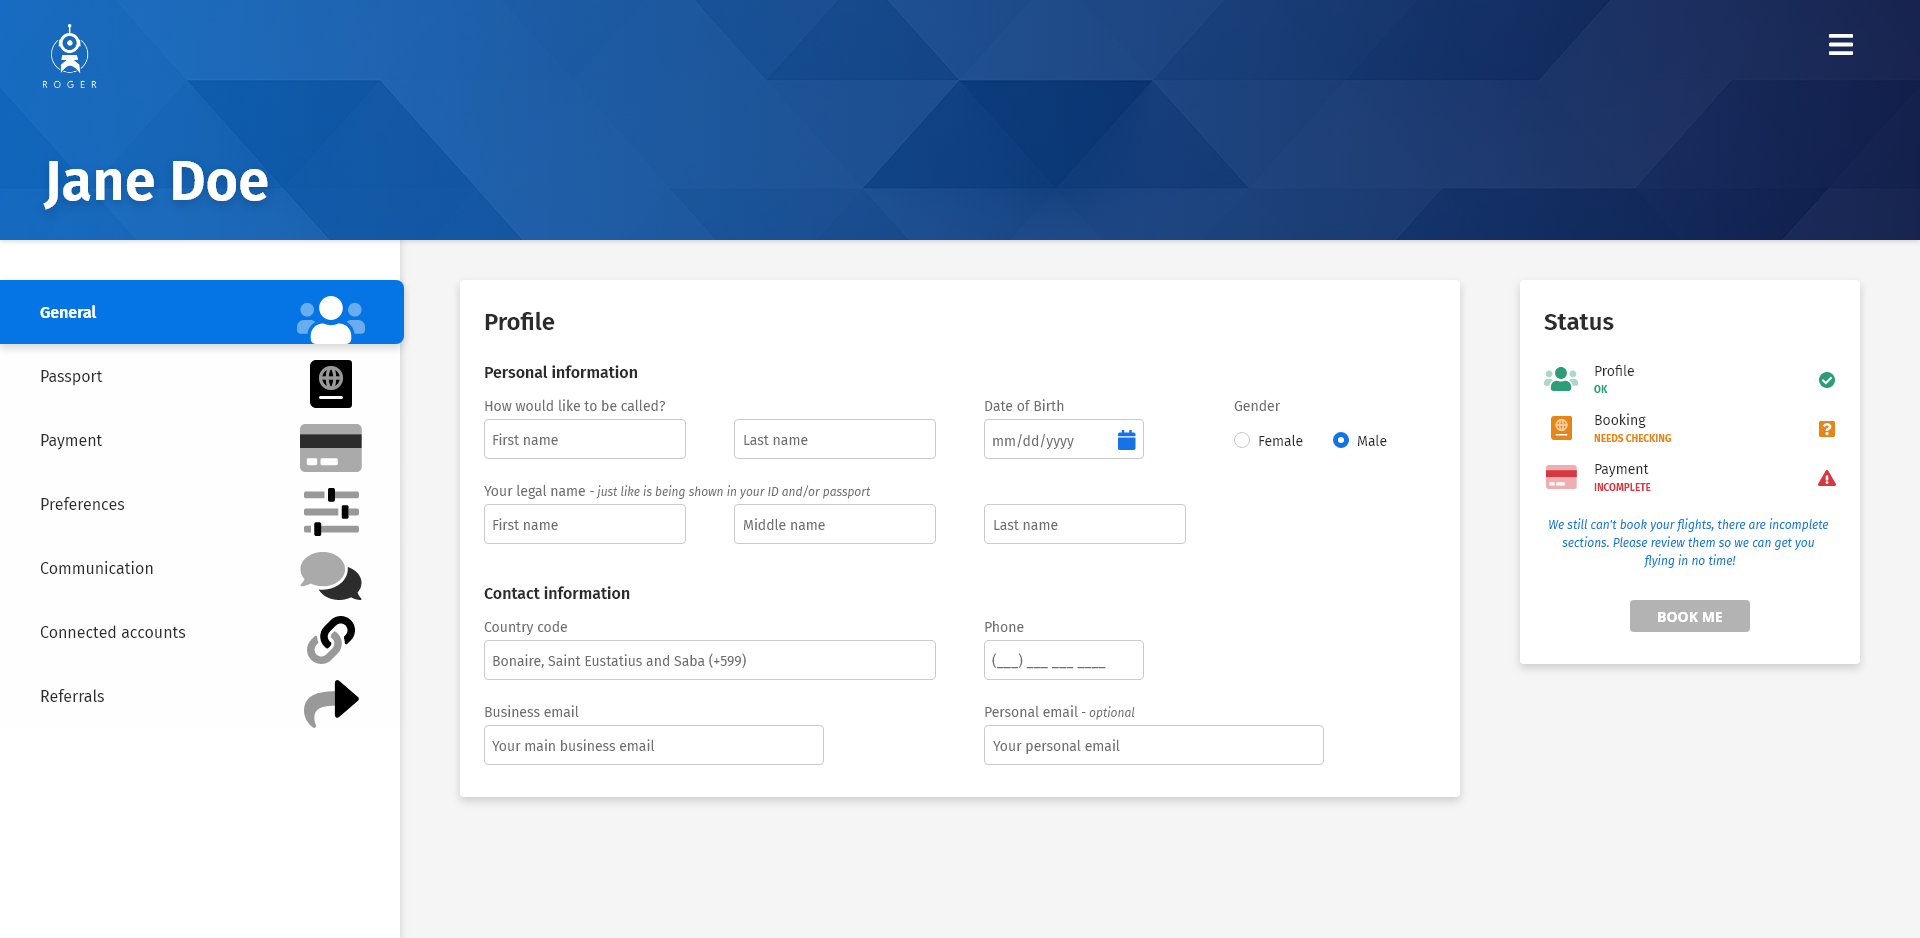 ROGER
Jane Doe
General
Passport
Payment
Preferences
Communication
Connected accounts
Referrals
Profile
Personal information
How would like to be called?
First name
Last name
Date of Birth
mm/dd/yyyy
Gender
Female
Male
Your legal name - just like is being shown in your ID and/or passport
First name
Middle name
Last name
Contact information
Country code
Bonaire, Saint Eustatius and Saba (+599)
Phone
(___) ___ ___ ____
Business email
Your main business email
Personal email - optional
Your personal email
Status
Profile
OK
Booking
NEEDS CHECKING
Payment
INCOMPLETE
We still can't book your flights, there are incomplete
sections. Please review them so we can get you
flying in no time!
BOOK ME